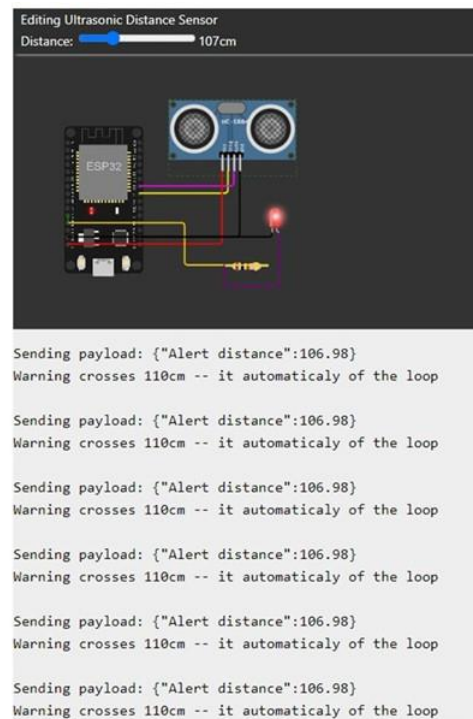 Editing Ultrasonic Distance Sensor
Distance: 107cm
HC-SR04
ESP32
Sending payload: {"Alert distance":106.98}
Warning crosses 110cm -- it automaticaly of the loop
Sending payload: {"Alert distance":106.98}
Warning crosses 110cm -- it automaticaly of the loop
Sending payload: {"Alert distance":106.98}
Warning crosses 110cm -- it automaticaly of the loop
Sending payload: {"Alert distance":106.98}
Warning crosses 110cm -- it automaticaly of the loop
Sending payload: {"Alert distance":106.98}
Warning crosses 110cm -- it automaticaly of the loop
Sending payload: {"Alert distance":106.98}
Warning crosses 110cm -- it automaticaly of the loop